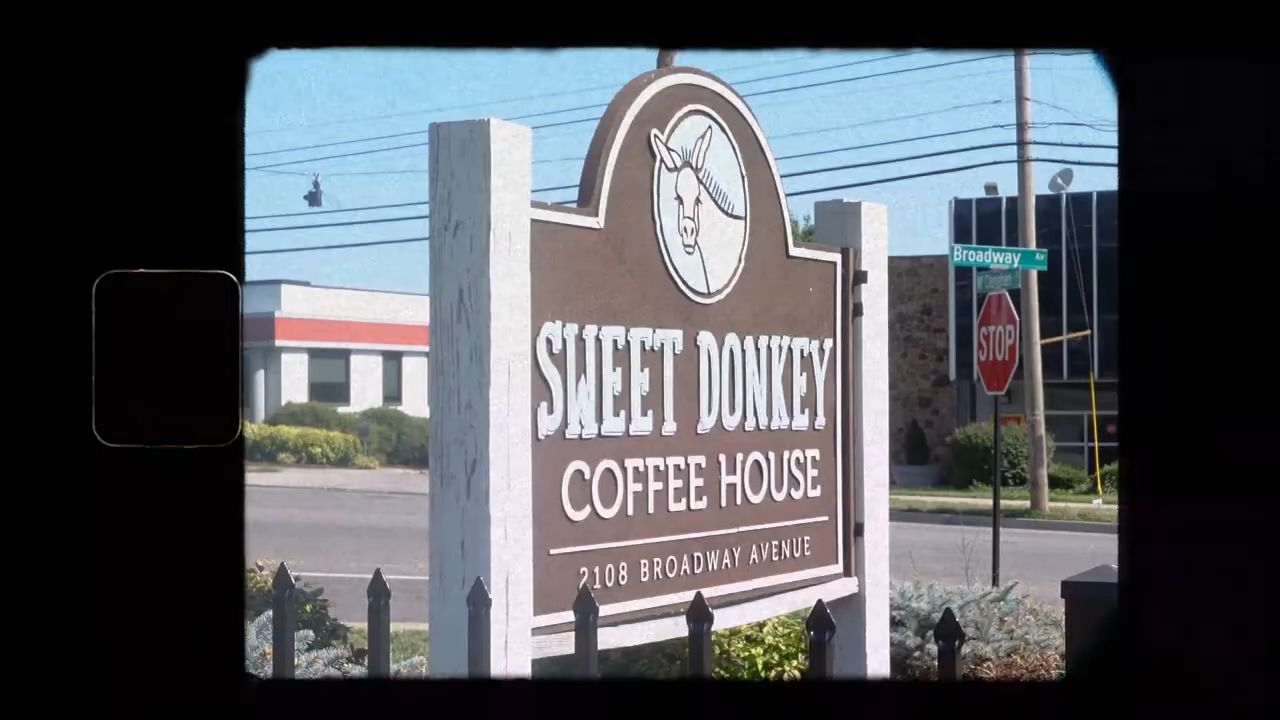 SWEET DONKEY
COFFEE HOUSE
2108 BROADWAY AVENUE
Broadway Av
STOP